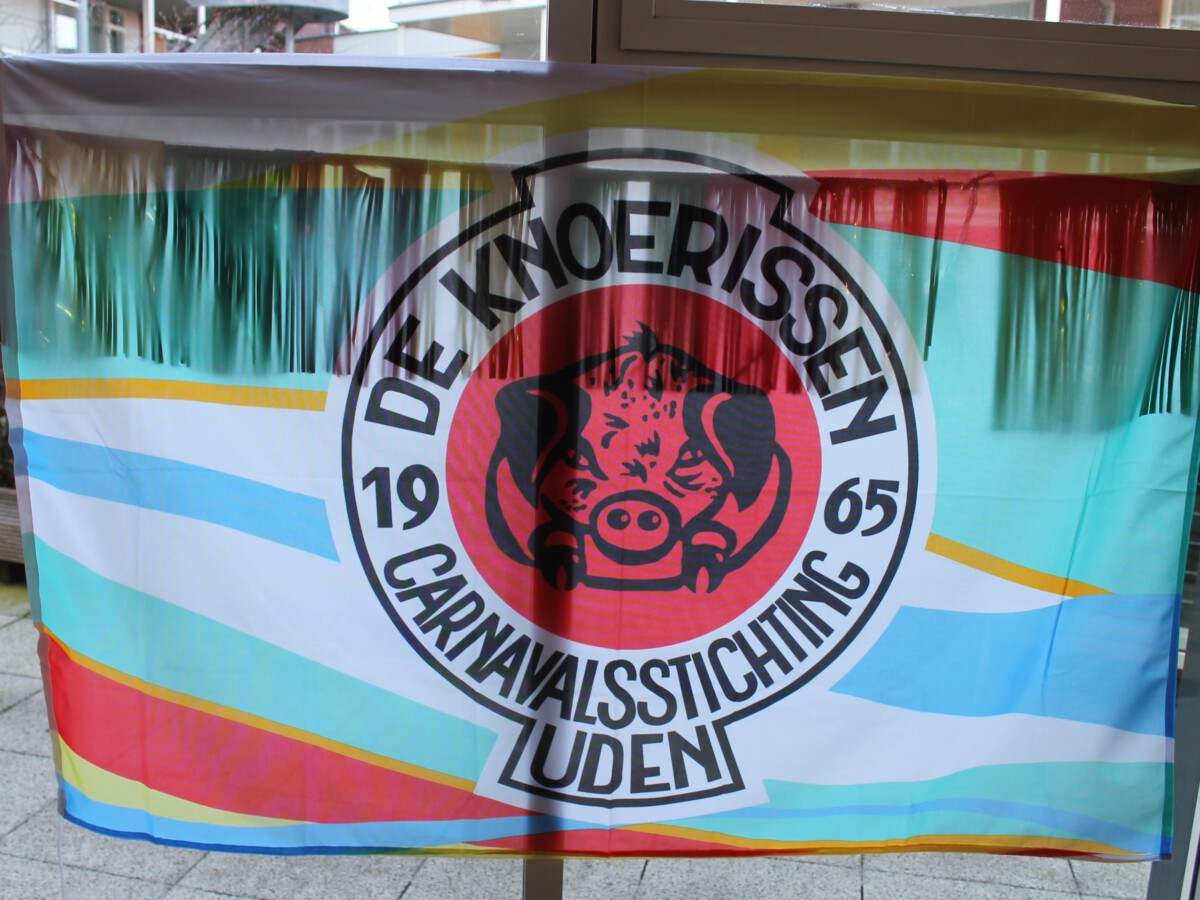 DE KNOERISSEN
19 65
CARNAVALSSTICHTING
UDEN